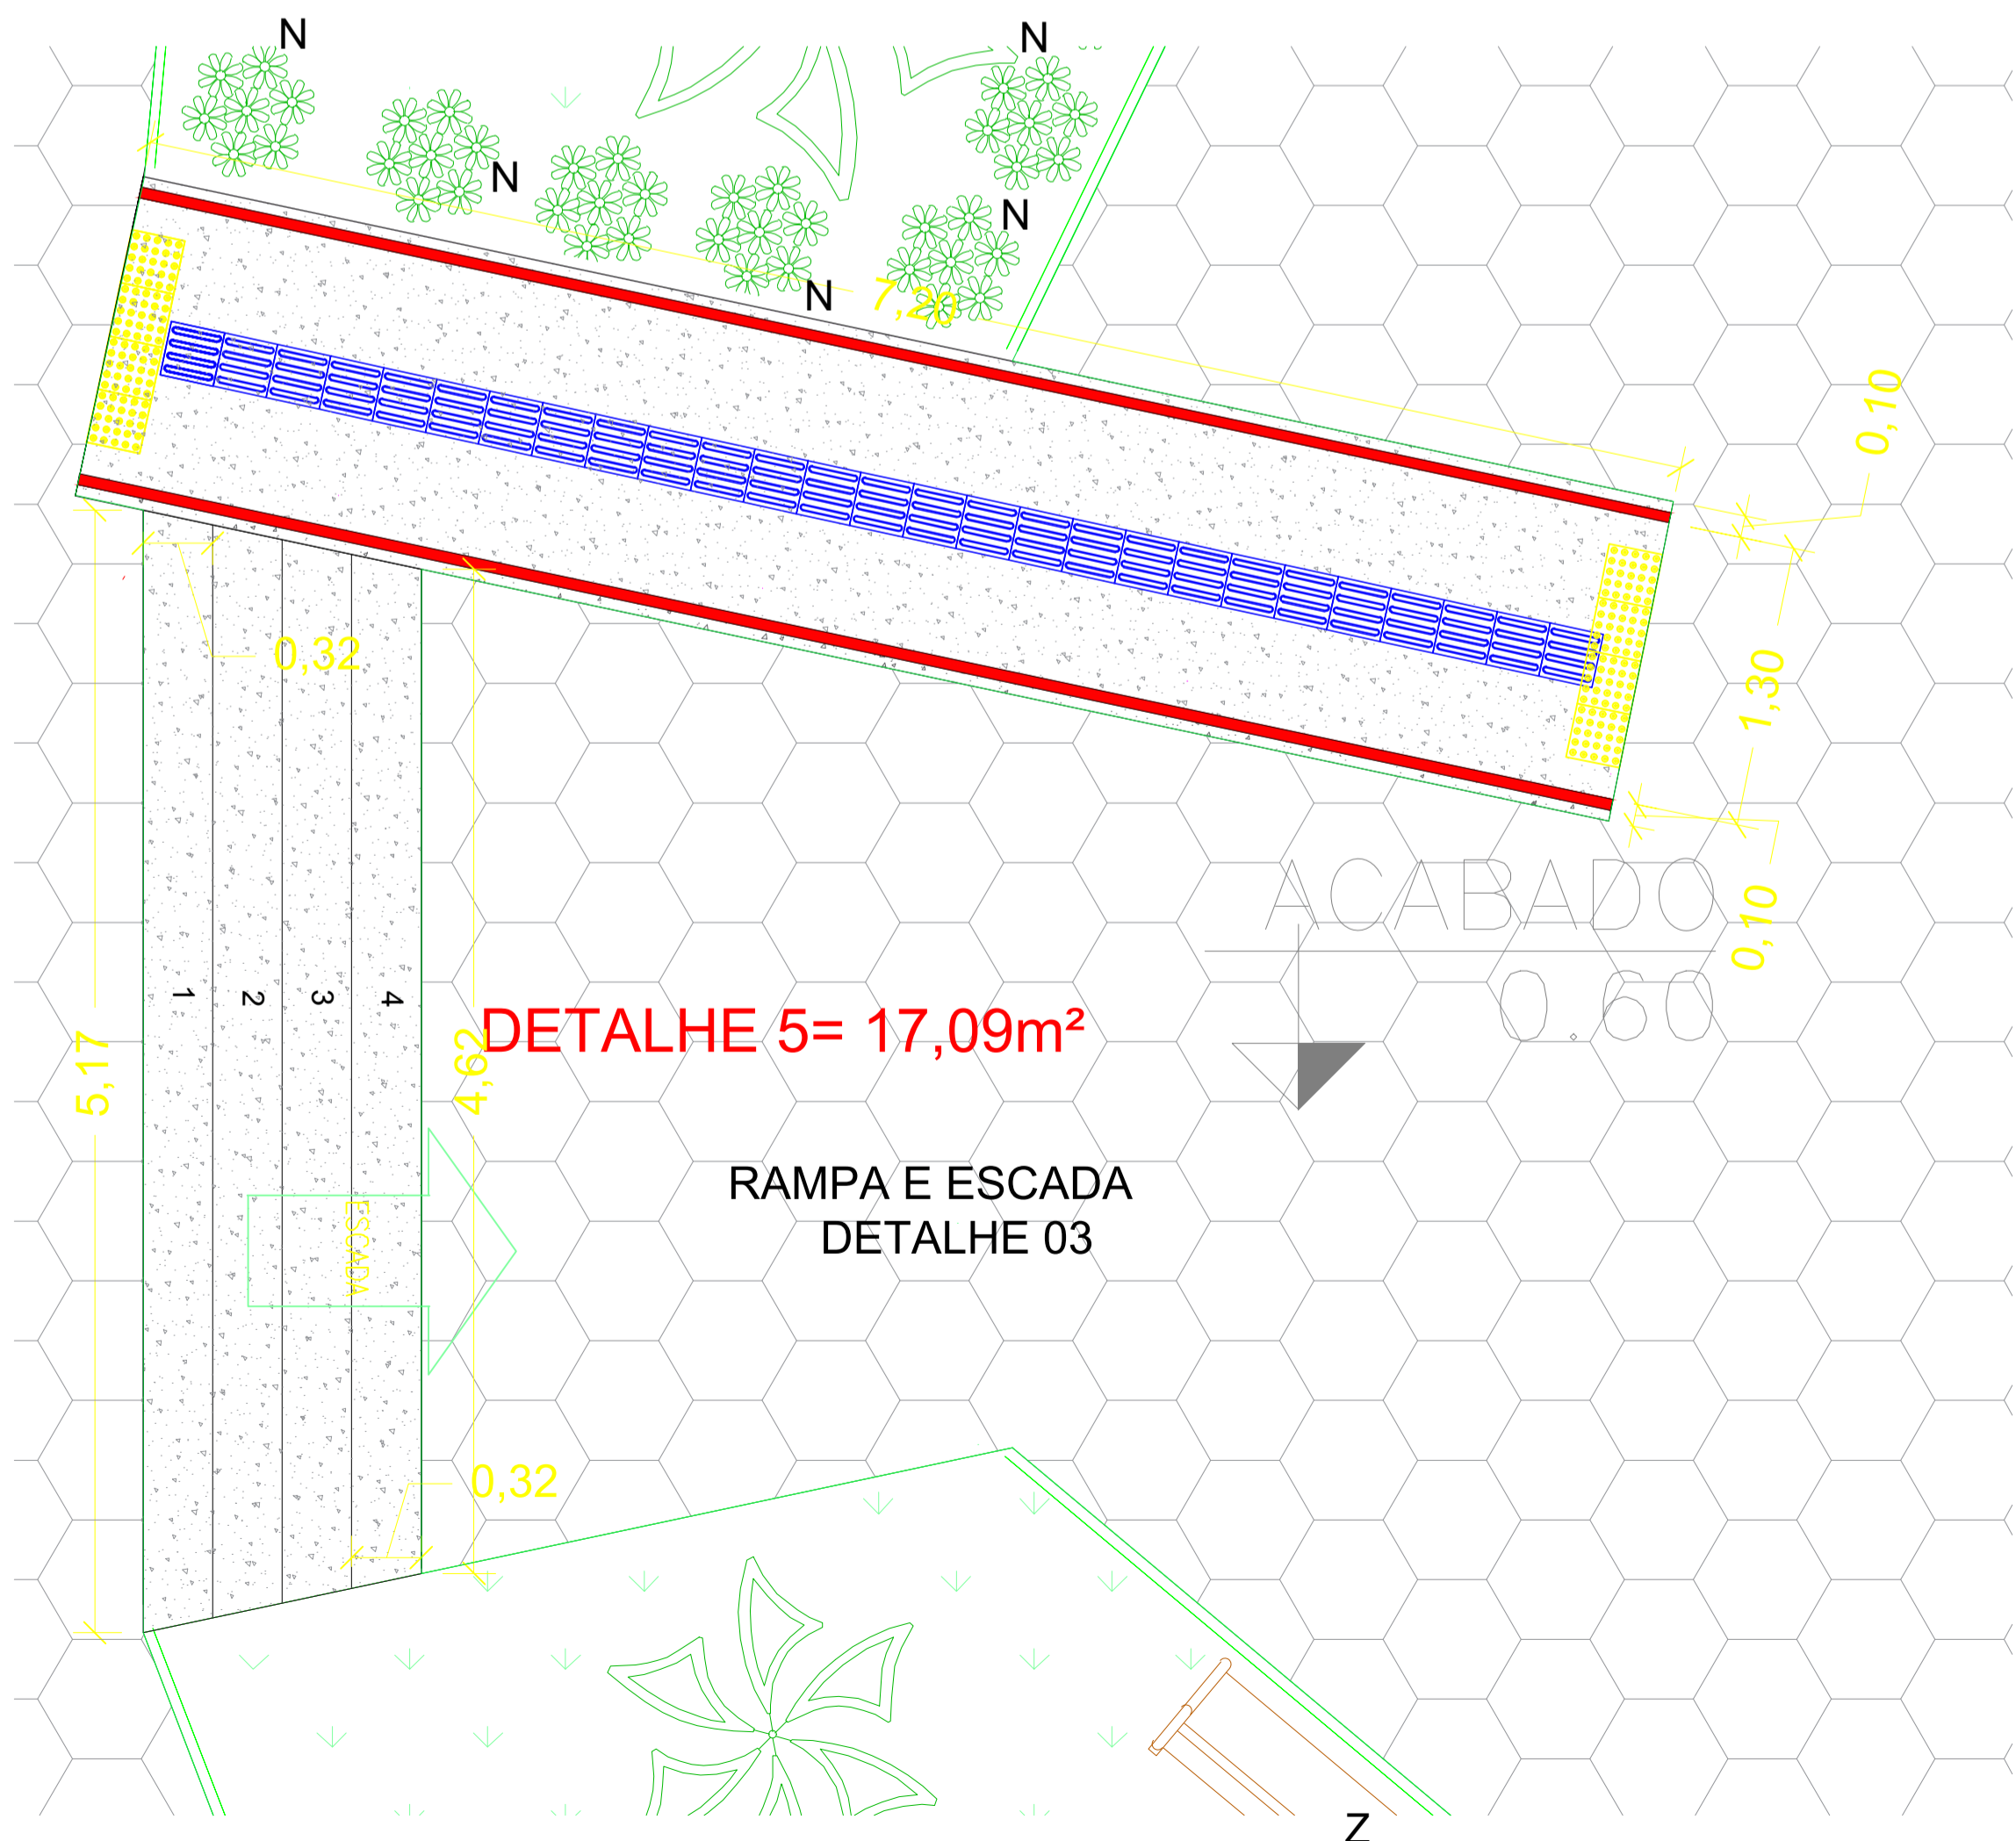 N
N
N
N
N
7,20
0,10
0,32
1,30
ACABADO
0.60
0,10
1
2
3
4
5,17
4,62
DETALHE 5= 17,09m²
RAMPA E ESCADA
DETALHE 03
ESCADA
0,32
Z